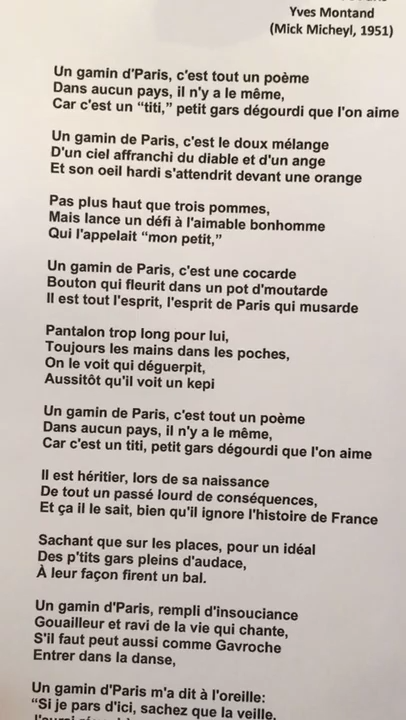 Yves Montand
(Mick Micheyl, 1951)
Un gamin d'Paris, c'est tout un poème
Dans aucun pays, il n'y a le même,
Car c'est un “titi,” petit gars dégourdi que l'on aime
Un gamin de Paris, c'est le doux mélange
D'un ciel affranchi du diable et d'un ange
Et son oeil hardi s'attendrit devant une orange
Pas plus haut que trois pommes,
Mais lance un défi à l'aimable bonhomme
Qui l'appelait “mon petit,”
Un gamin de Paris, c'est une cocarde
Bouton qui fleurit dans un pot d'moutarde
Il est tout l'esprit, l'esprit de Paris qui musarde
Pantalon trop long pour lui,
Toujours les mains dans les poches,
On le voit qui déguerpit,
Aussitôt qu'il voit un kepi
Un gamin de Paris, c'est tout un poème
Dans aucun pays, il n'y a le même,
Car c'est un titi, petit gars dégourdi que l'on aime
Il est héritier, lors de sa naissance
De tout un passé lourd de conséquences,
Et ça il le sait, bien qu'il ignore l'histoire de France
Sachant que sur les places, pour un idéal
Des p'tits gars pleins d'audace,
À leur façon firent un bal.
Un gamin d'Paris, rempli d'insouciance
Gouailleur et ravi de la vie qui chante,
S'il faut peut aussi comme Gavroche
Entrer dans la danse,
Un gamin d'Paris m'a dit à l'oreille:
“Si je pars d'ici, sachez que la veille,